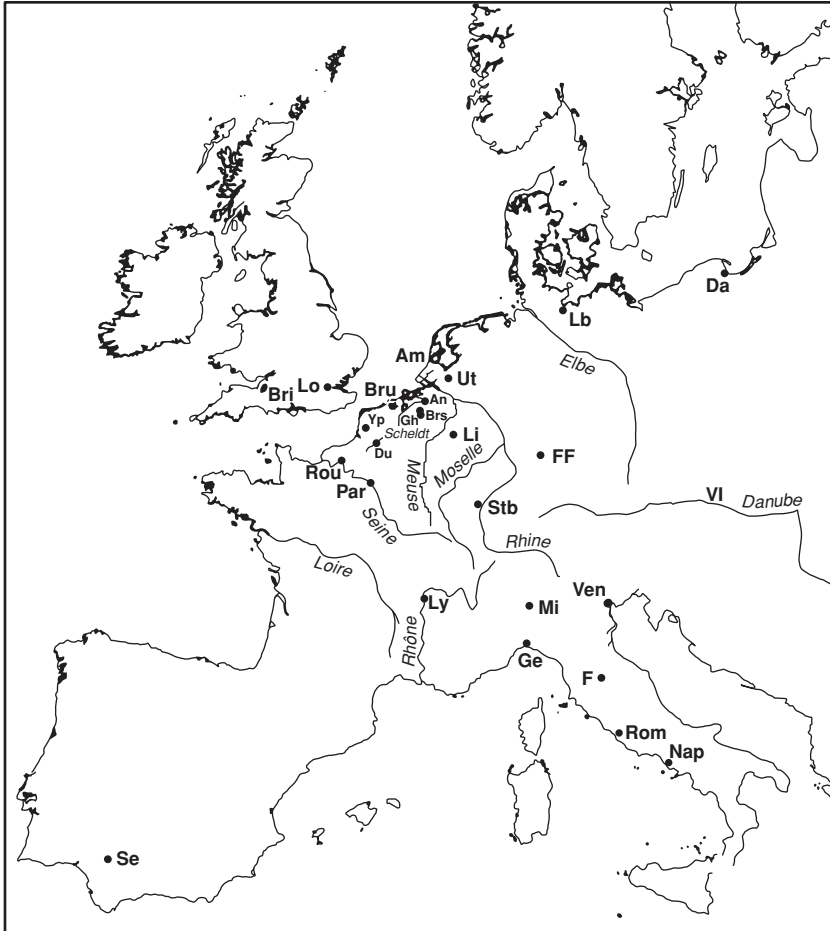 Da
Lb
Elbe
Am
Ut
Lo
Bri
Bru
An
Yp
Gh
Brs
Scheldt
Du
Li
Rou
Meuse
Moselle
FF
Par
Stb
VI
Danube
Seine
Rhine
Loire
Ly
Mi
Ven
Rhône
Ge
F
Rom
Nap
Se